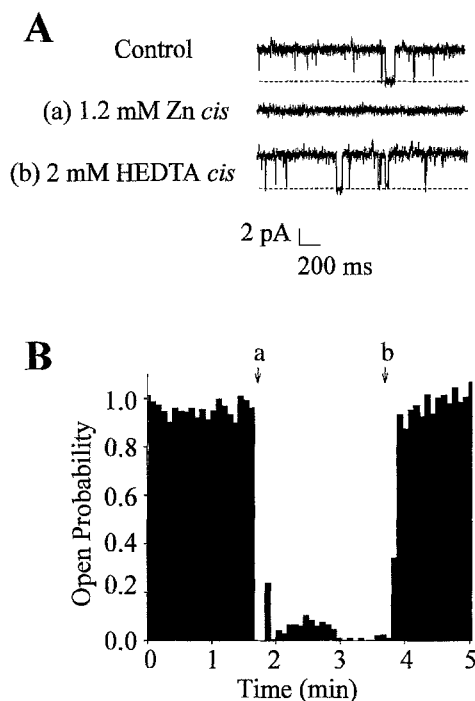 A
Control
(a) 1.2 mM Zn cis
(b) 2 mM HEDTA cis
2 pA
200 ms
B
a
b
Open Probability
1.0
0.8
0.6
0.4
0.2
0.0
0 1 2 3 4 5
Time (min)